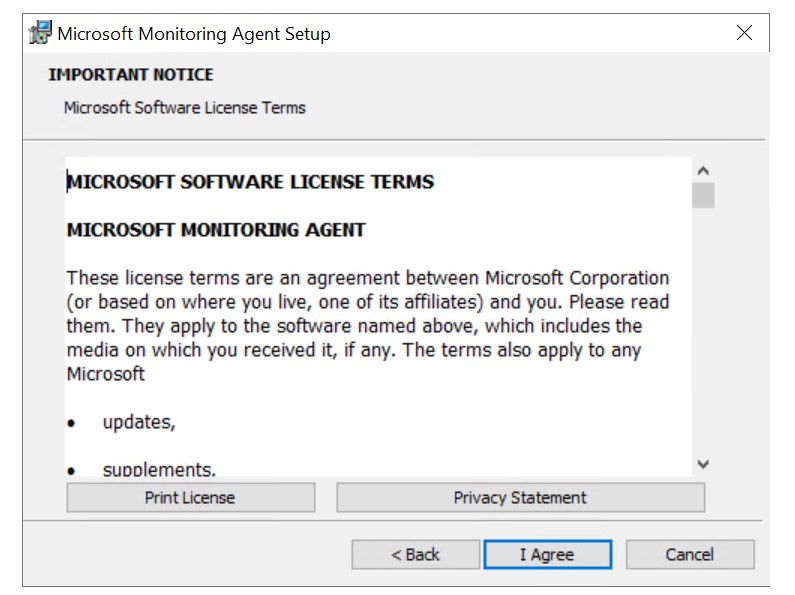 Microsoft Monitoring Agent Setup
IMPORTANT NOTICE
Microsoft Software License Terms
MICROSOFT SOFTWARE LICENSE TERMS
MICROSOFT MONITORING AGENT
These license terms are an agreement between Microsoft Corporation
(or based on where you live, one of its affiliates) and you. Please read
them. They apply to the software named above, which includes the
media on which you received it, if any. The terms also apply to any
Microsoft
• updates,
• supplements,
Print License
Privacy Statement
< Back
I Agree
Cancel